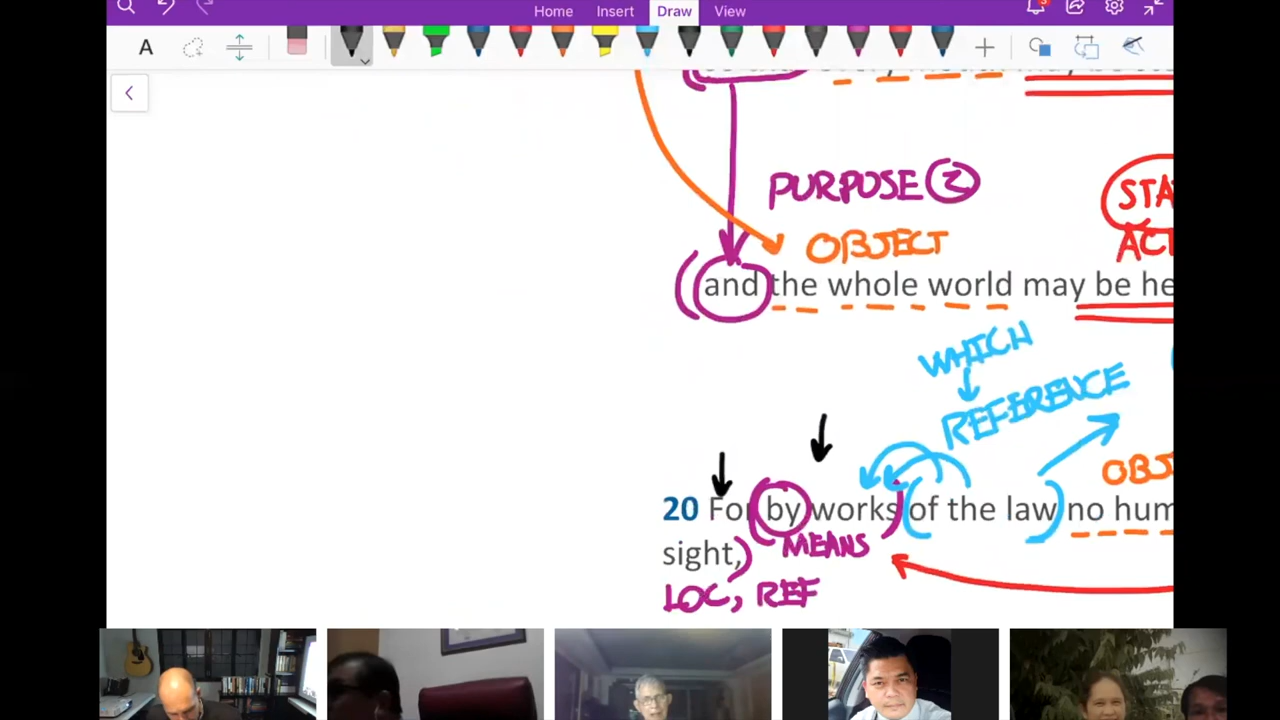 Home Insert Draw View
A
PURPOSE 2
STA
OBJECT
ACT
and the whole world may be he
WHICH
REFERENCE
OBJ
20 For by works of the law no hum
MEANS
sight,
LOC, REF